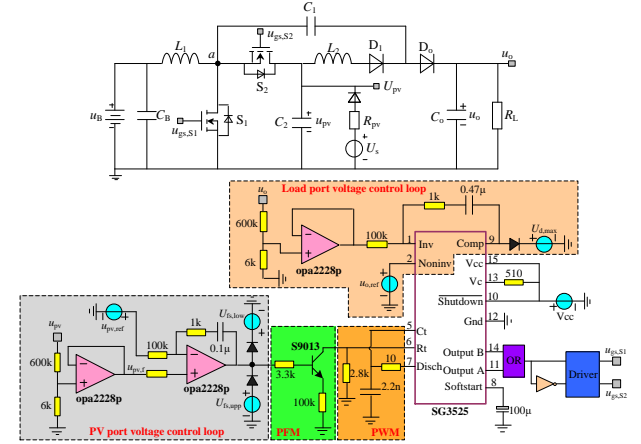 C1
ugs,S2
L1
a
L2
D1
Do
uo
S2
Upv
uB
CB
ugs,S1
S1
C2
upv
Rpv
Us
Co
uo
RL
uo
Load port voltage control loop
0.47μ
1k
600k
100k
6k
opa2228p
uo,ref
1
Inv
2
Noninv
Comp
9
Ud,max
Vcc
15
Vc
13
510
Shutdown
10
Vcc
Gnd
12
5
Ct
6
Rt
7
Disch
Output B
14
Output A
11
Softstart
8
SG3525
OR
Driver
ugs,S1
ugs,S2
100μ
upv
upv,ref
1k
Ufs,low
100k
0.1μ
600k
6k
opa2228p
upv,f
opa2228p
Ufs,upp
PV port voltage control loop
S9013
3.3k
100k
PFM
2.8k
10
2.2n
PWM